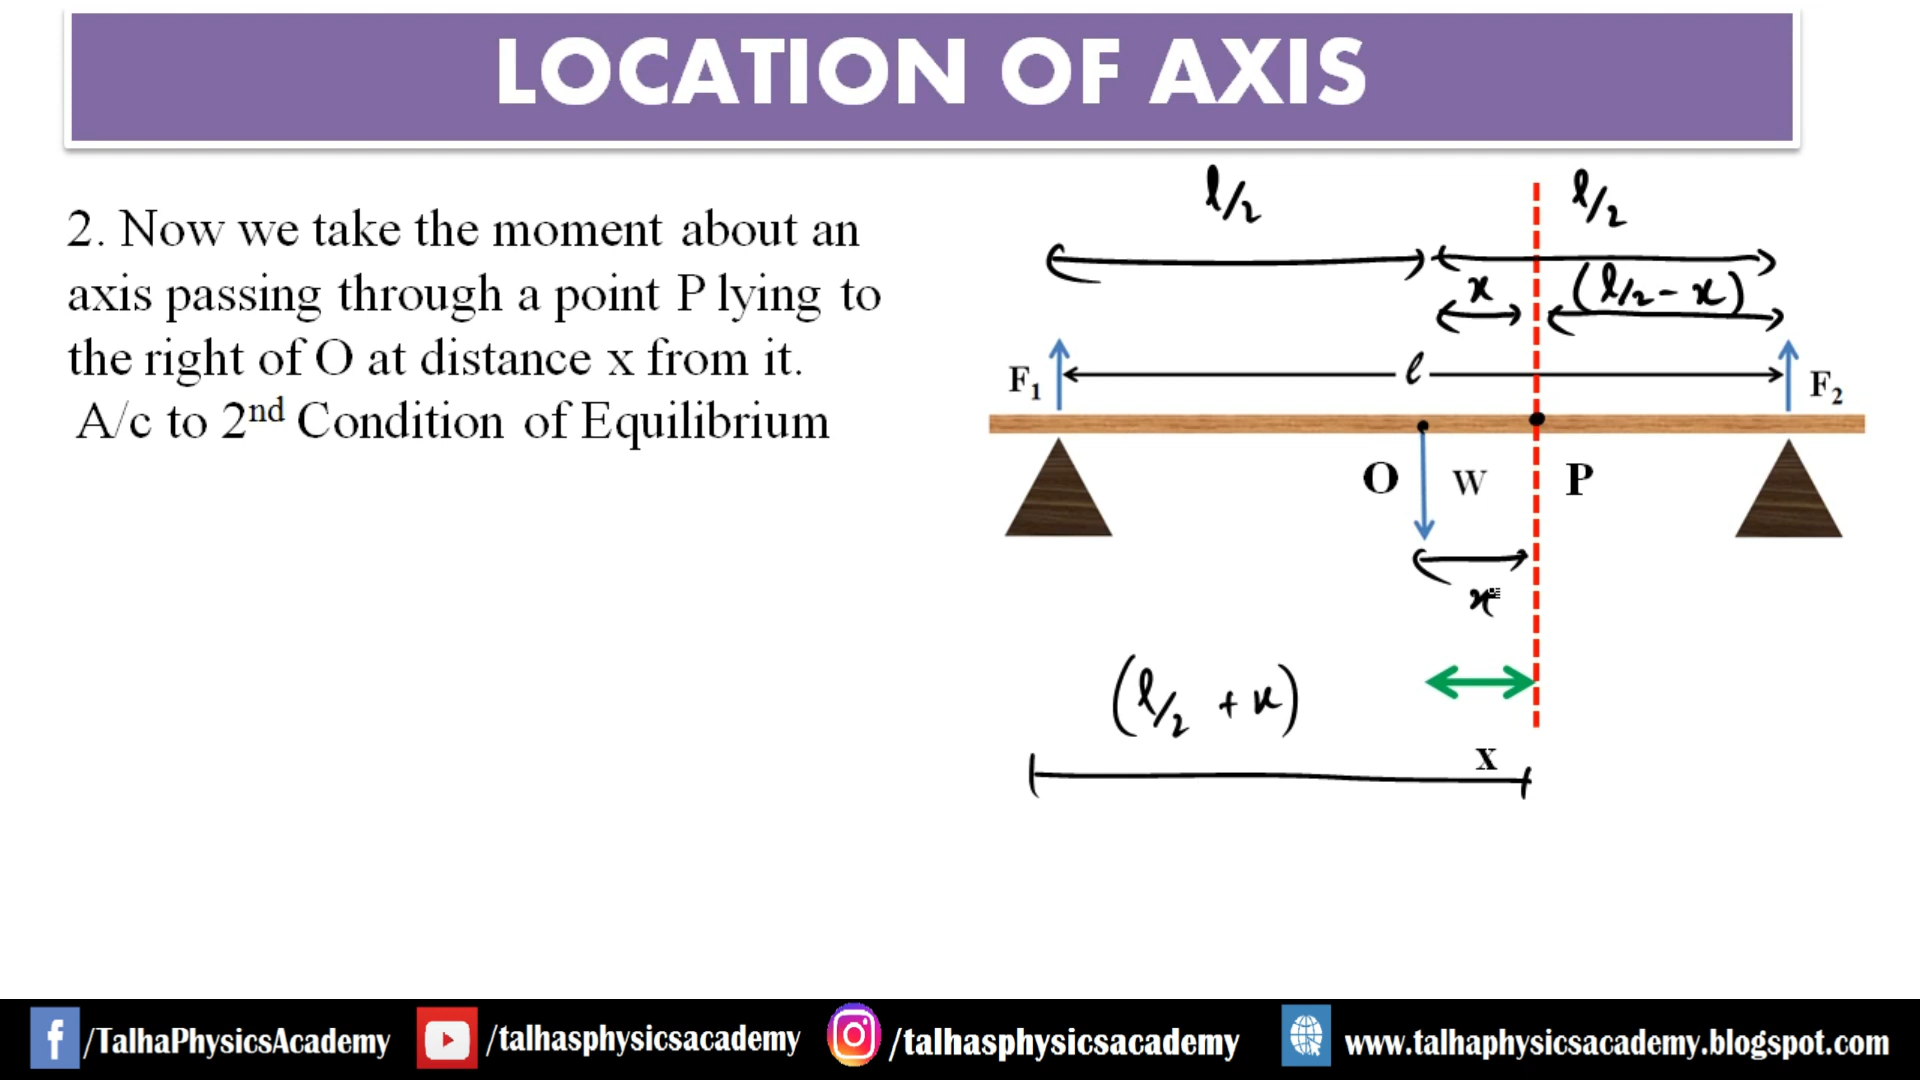 LOCATION OF AXIS
2. Now we take the moment about an
axis passing through a point P lying to
the right of O at distance x from it.
A/c to 2nd Condition of Equilibrium
l/2
l/2
x
(l/2 - x)
F1
l
F2
O
W
P
x
(l/2 + x)
x
/TalhaPhysicsAcademy
/talhasphysicsacademy
/talhasphysicsacademy
www.talhaphysicsacademy.blogspot.com